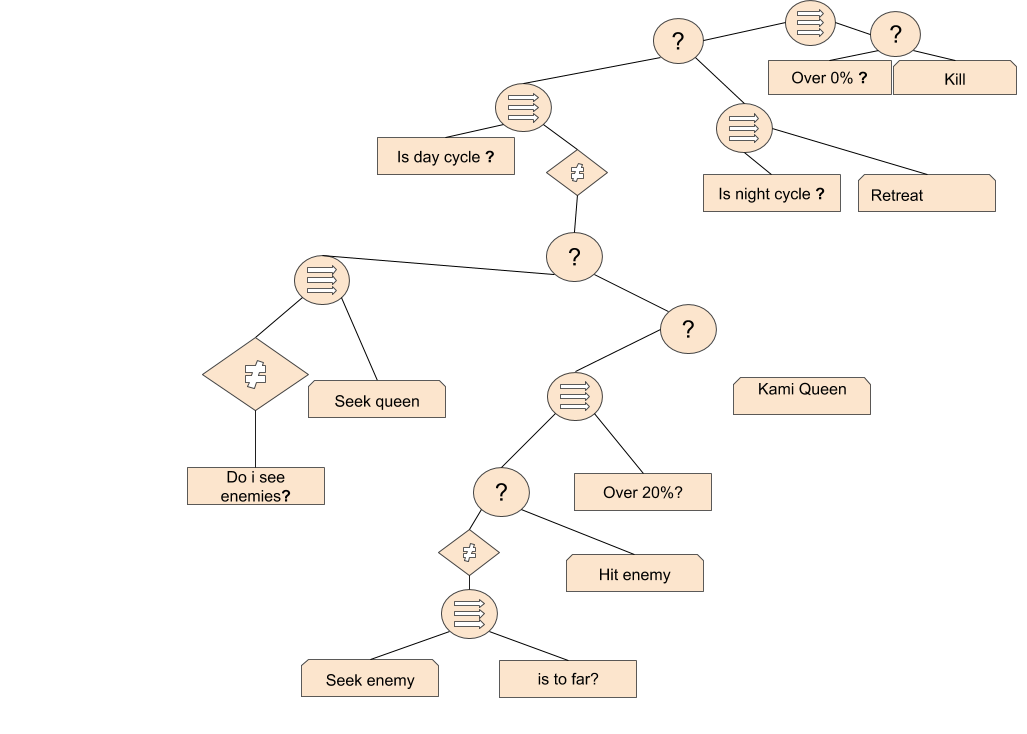 ?
?
Over 0% ?
Kill
Is day cycle ?
≠
Is night cycle ?
Retreat
?
?
≠
Seek queen
Kami Queen
Do i see
enemies?
?
Over 20%?
≠
Hit enemy
Seek enemy
is to far?